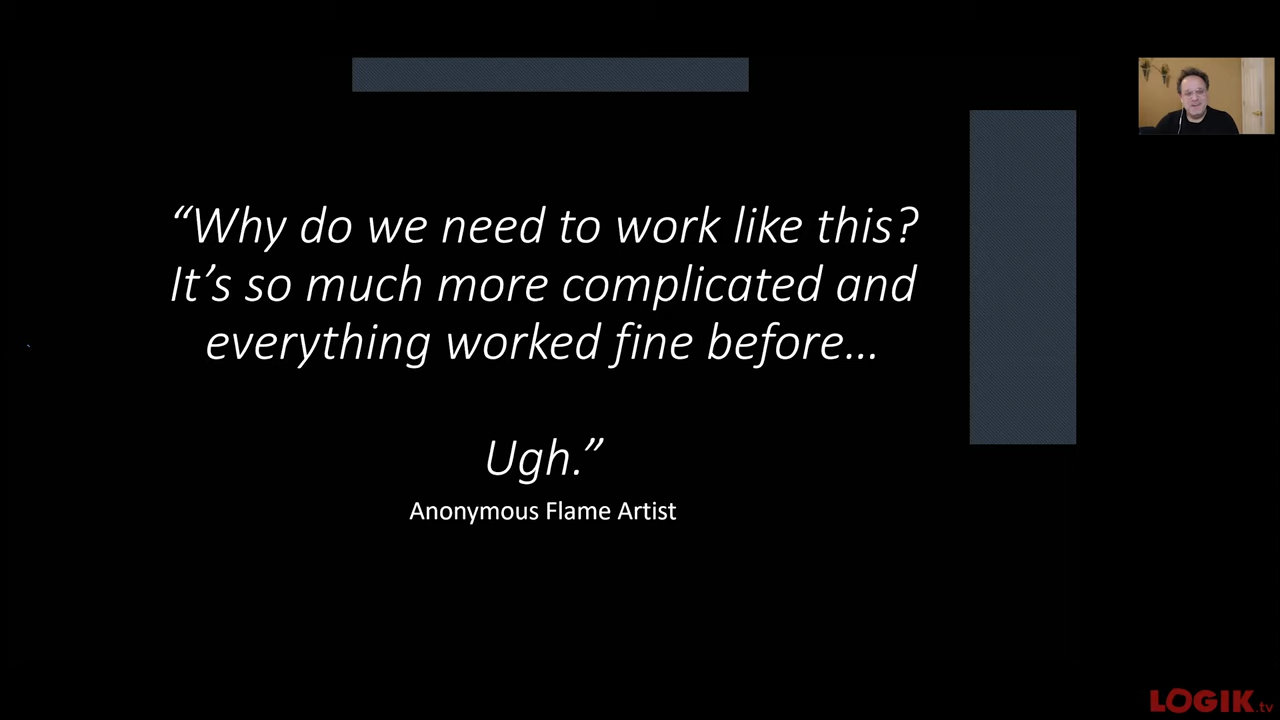 “Why do we need to work like this?
It’s so much more complicated and
everything worked fine before…
Ugh.”
Anonymous Flame Artist
LOGIK.tv